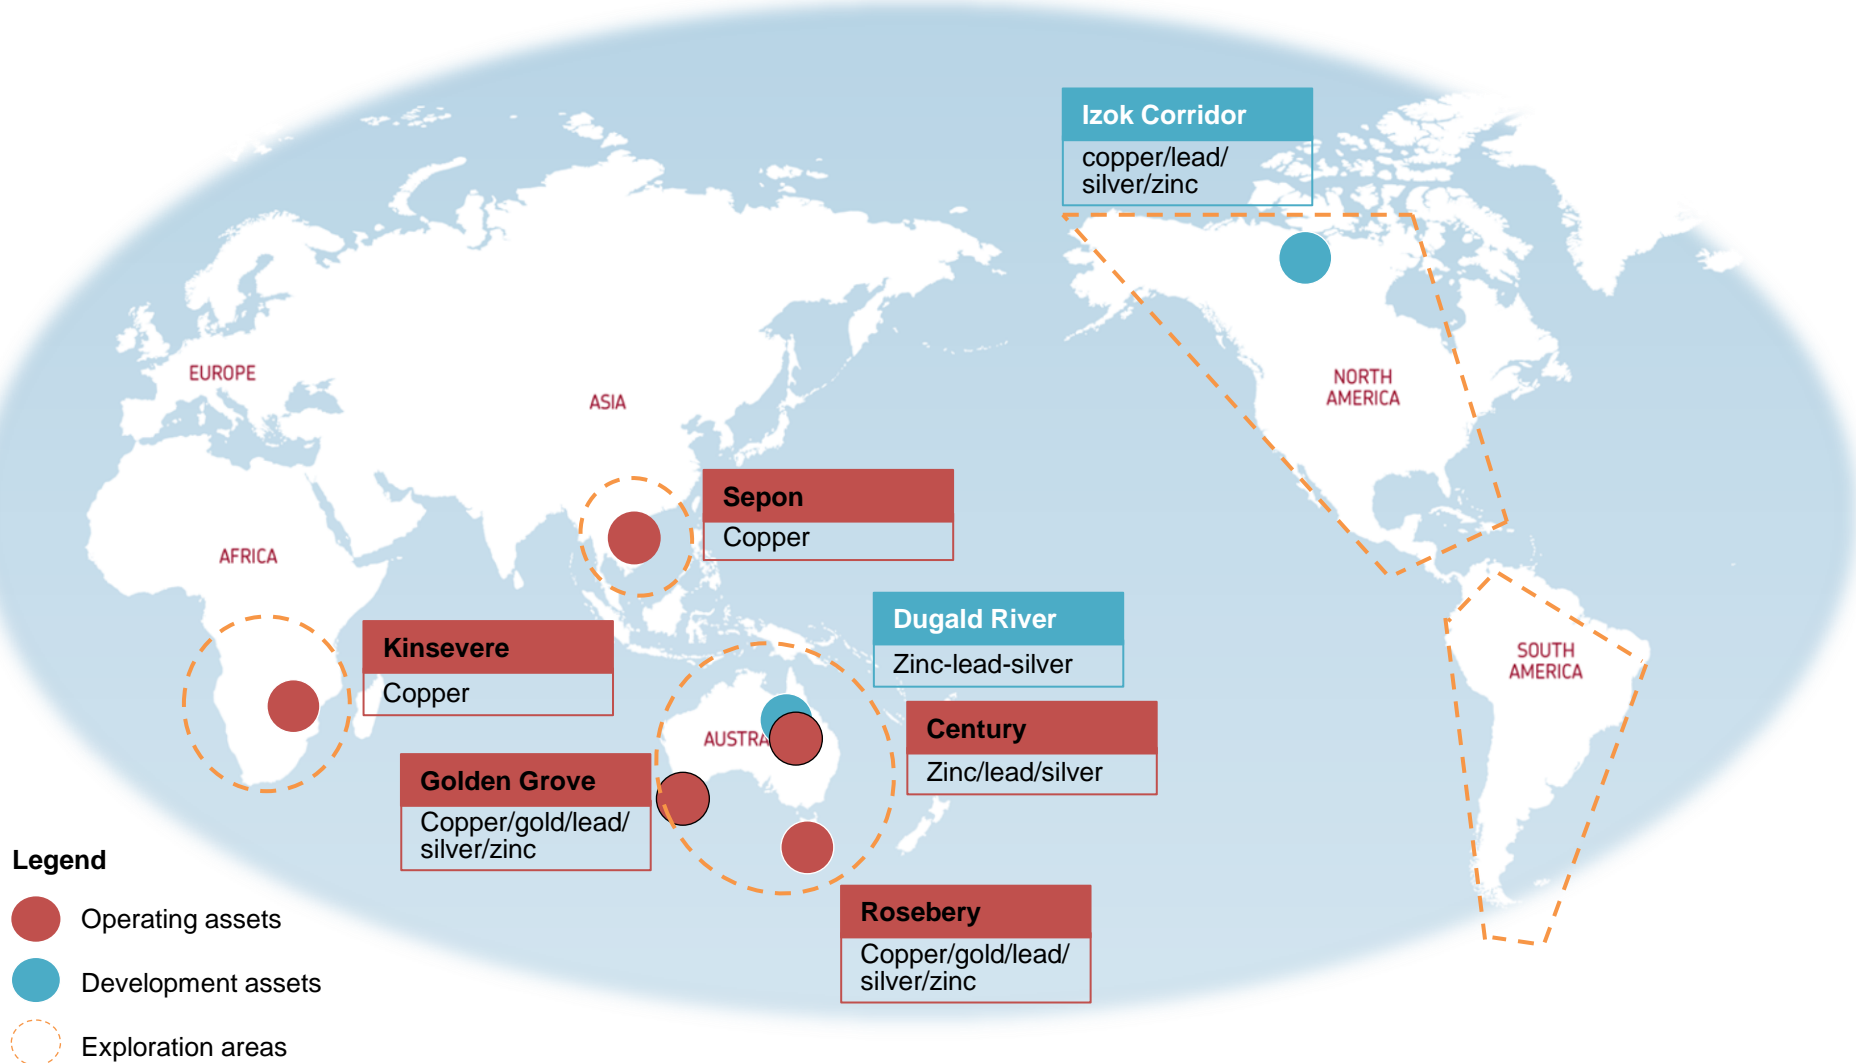 Izok Corridor
copper/lead/
silver/zinc
EUROPE
ASIA
NORTH
AMERICA
Sepon
Copper
AFRICA
Dugald River
Zinc-lead-silver
Kinsevere
Copper
SOUTH
AMERICA
AUSTRA
Century
Zinc/lead/silver
Golden Grove
Copper/gold/lead/
silver/zinc
Rosebery
Copper/gold/lead/
silver/zinc
Legend
Operating assets
Development assets
Exploration areas